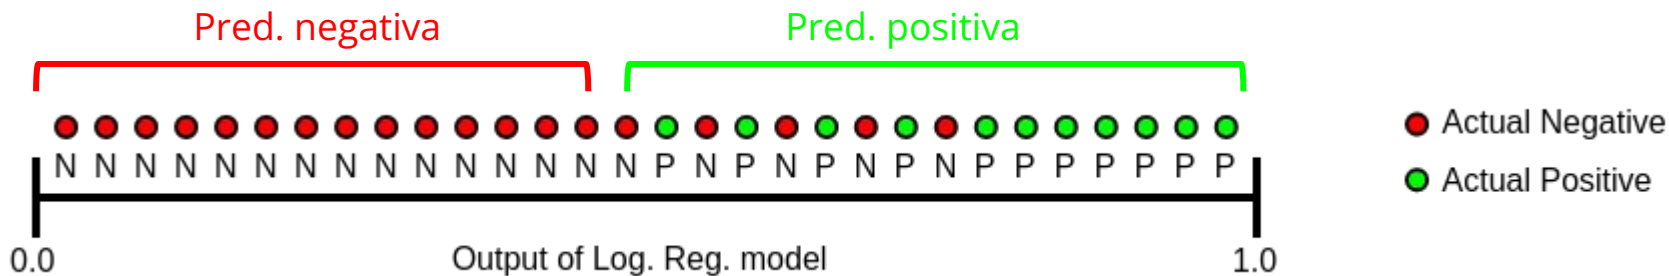 Pred. negativa
Pred. positiva
N N N N N N N N N N N N N N N P N P N P N P N P P P P P P P
Actual Negative
Actual Positive
0.0
Output of Log. Reg. model
1.0